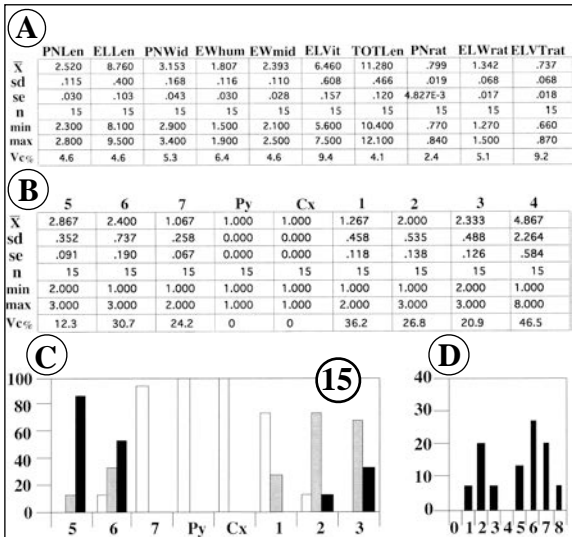 A
PNLen ELLen PNWid EWhum EWmid ELVit TOTLen PNrat ELWrat ELVTrat
X̄ 2.520 8.760 3.153 1.807 2.393 6.460 11.280 .799 1.342 .737
sd .115 .400 .168 .116 .110 .608 .466 .019 .068 .068
se .030 .103 .043 .030 .028 .157 .120 4.827E-3 .017 .018
n 15 15 15 15 15 15 15 15 15 15
min 2.300 8.100 2.900 1.500 2.100 5.600 10.400 .770 1.270 .660
max 2.800 9.500 3.400 1.900 2.500 7.500 12.100 .840 1.500 .870
Vc% 4.6 4.6 5.3 6.4 4.6 9.4 4.1 2.4 5.1 9.2
B
5 6 7 Py Cx 1 2 3 4
X̄ 2.867 2.400 1.067 1.000 1.000 1.267 2.000 2.333 4.867
sd .352 .737 .258 0.000 0.000 .458 .535 .488 2.264
se .091 .190 .067 0.000 0.000 .118 .138 .126 .584
n 15 15 15 15 15 15 15 15 15
min 2.000 1.000 1.000 1.000 1.000 1.000 1.000 2.000 1.000
max 3.000 3.000 2.000 1.000 1.000 2.000 3.000 3.000 8.000
Vc% 12.3 30.7 24.2 0 0 36.2 26.8 20.9 46.5
C
15
100
80
60
40
20
0
5 6 7 Py Cx 1 2 3
D
40
30
20
10
0
0 1 2 3 4 5 6 7 8